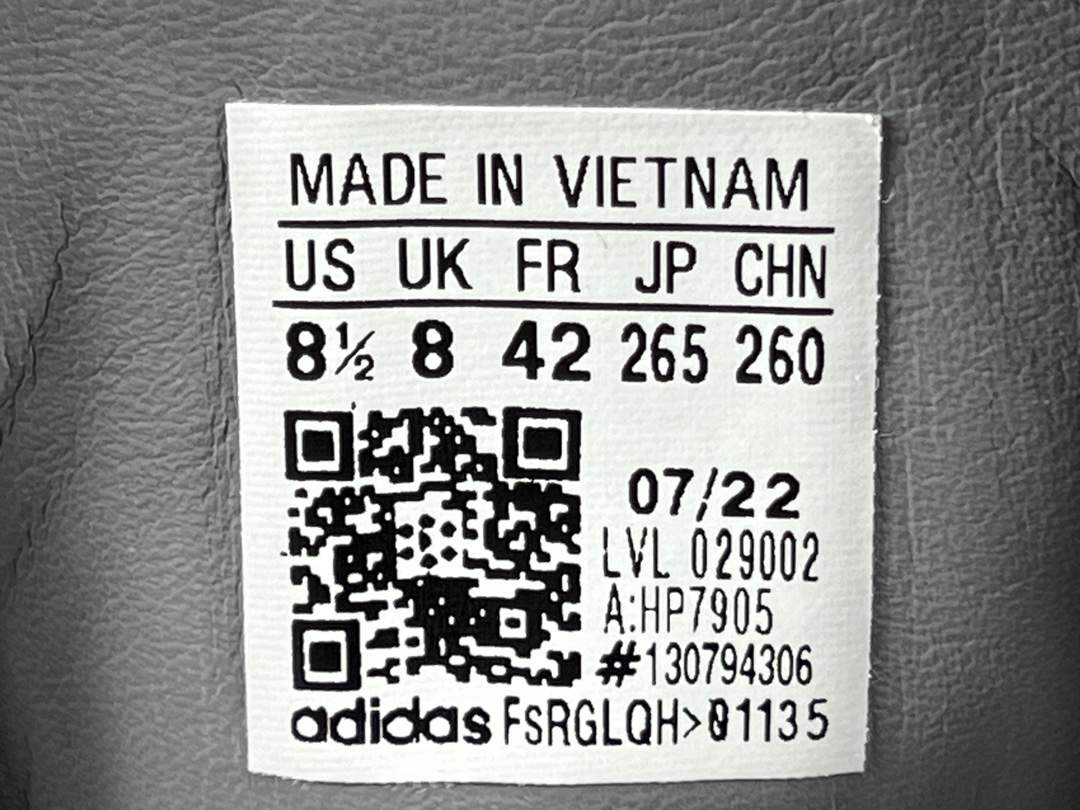 MADE IN VIETNAM
US UK FR JP CHN
8½ 8 42 265 260
07/22
LVL 029002
A:HP7905
#130794306
adidas FsRGLQH>01135